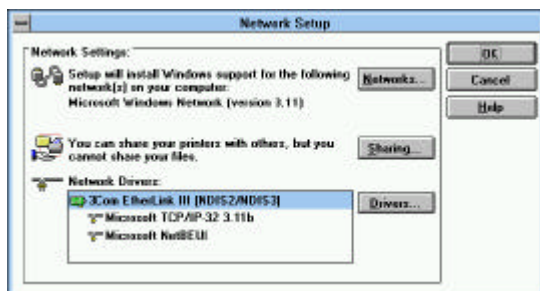 Network Setup
Network Settings:
Setup will install Windows support for the following
network(s) on your computer:
Microsoft Windows Network (version 3.11)
You can share your printers with others, but you
cannot share your files.
Network Drivers:
3Com EtherLink III [NDIS2/NDIS3]
Microsoft TCP/IP-32 3.11b
Microsoft NetBEUI
Networks...
Sharing...
Drivers...
OK
Cancel
Help